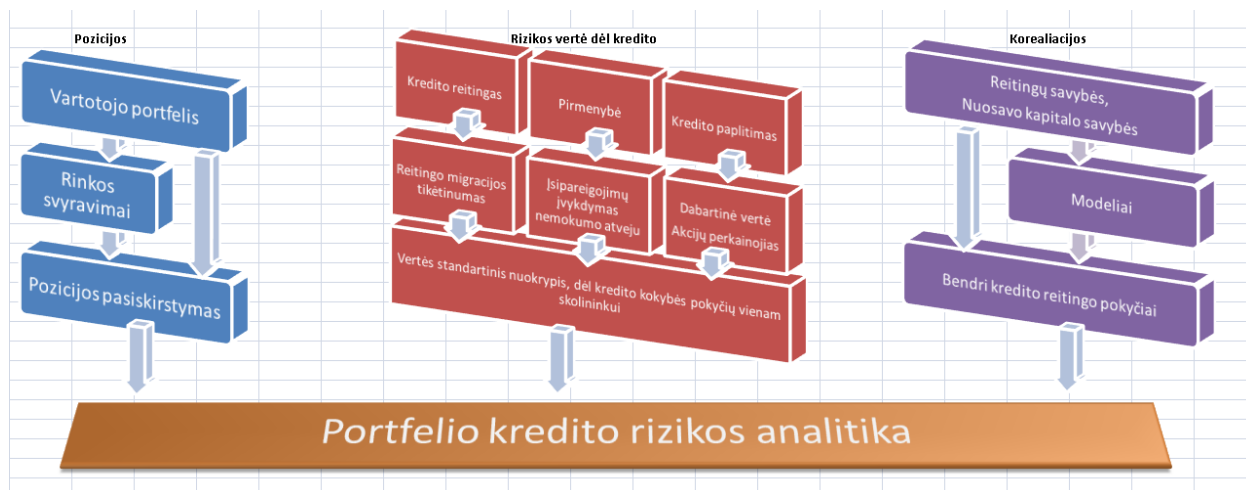 Pozicijos
Vartotojo portfelis
Rinkos
svyravimai
Pozicijos pasiskirstymas
Rizikos vertė dėl kredito
Kredito reitingas
Pirmenybė
Kredito paplitimas
Reitingo migracijos
tikėtinumas
Įsipareigojimų
įvykdymas
nemokumo atveju
Dabartinė vertė
Akcijų perkainojias
Vertės standartinis nuokrypis, dėl kredito kokybės pokyčių vienam
skolininkui
Korealiacijos
Reitingų savybės,
Nuosavo kapitalo savybės
Modeliai
Bendri kredito reitingo pokyčiai
Portfelio kredito rizikos analitika